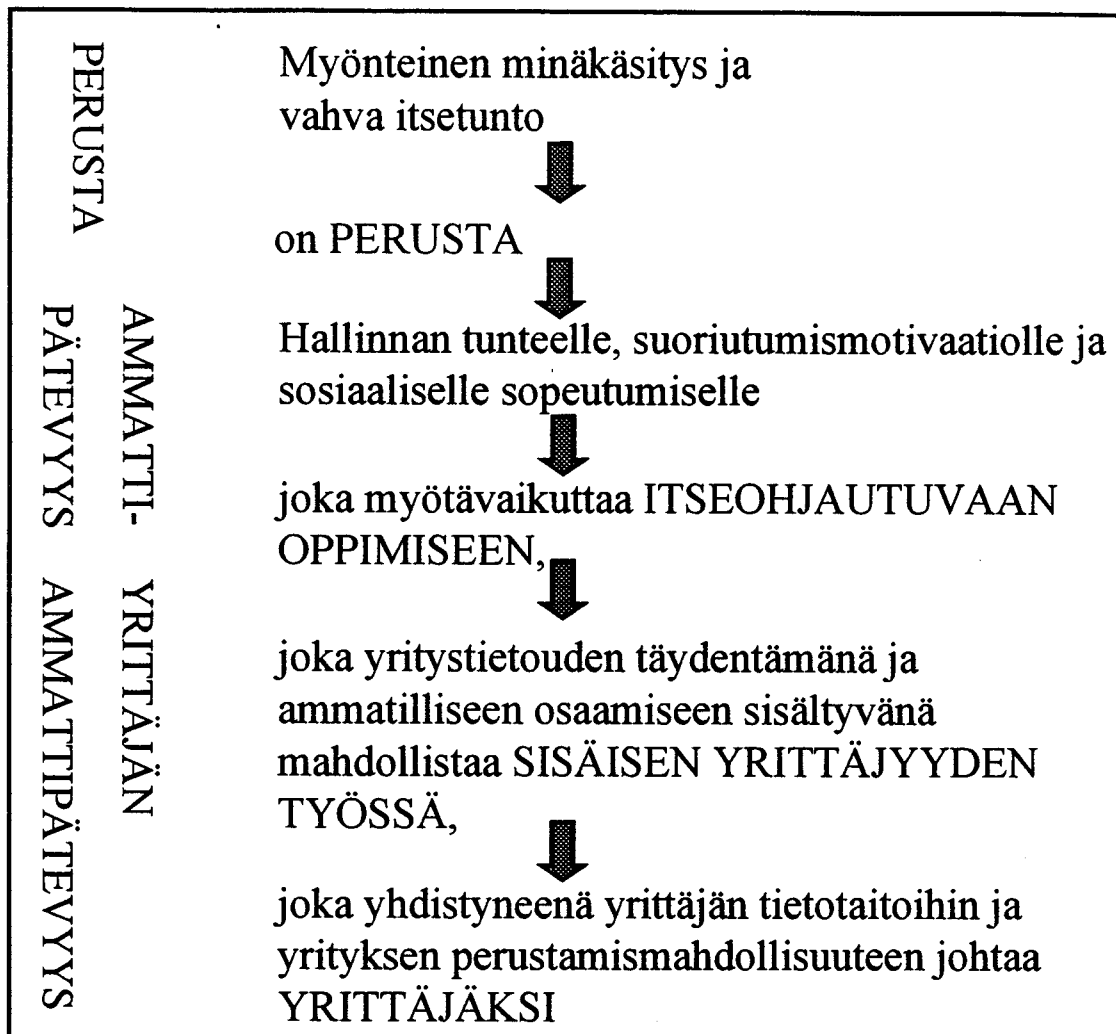 PERUSTA
Myönteinen minäkäsitys ja
vahva itsetunto
on PERUSTA
AMMATTI-
PÄTEVYYS
Hallinnan tunteelle, suoriutumismotivaatiolle ja
sosiaaliselle sopeutumiselle
joka myötävaikuttaa ITSEOHJAUTUVAAN
OPPIMISEEN,
YRITTÄJÄN
AMMATTIPÄTEVYYS
joka yritystietouden täydentämänä ja
ammatilliseen osaamiseen sisältyvänä
mahdollistaa SISÄISEN YRITTÄJYYDEN
TYÖSSÄ,
joka yhdistyneenä yrittäjän tietotaitoihin ja
yrityksen perustamismahdollisuuteen johtaa
YRITTÄJÄKSI